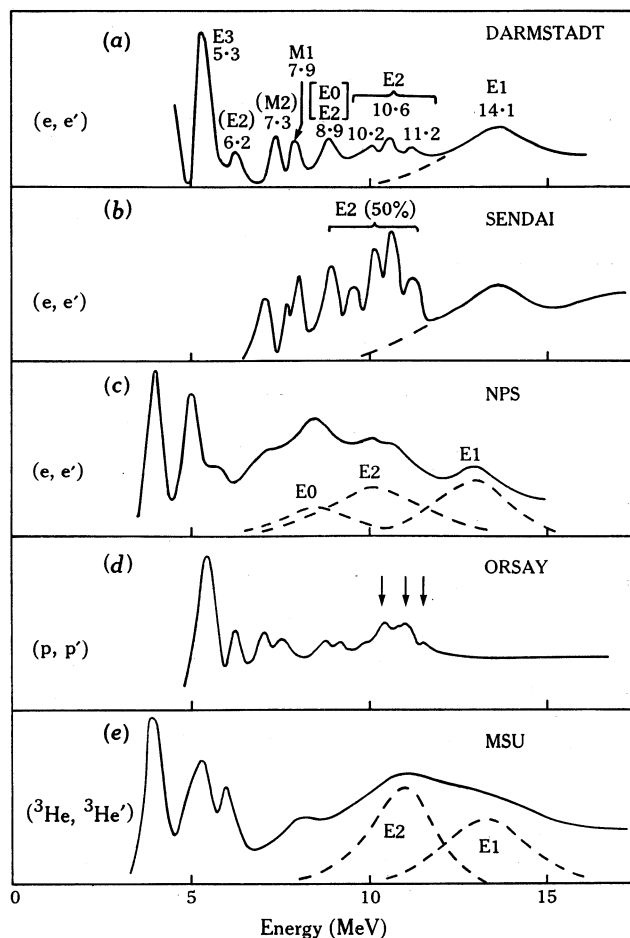 (a) E3 5·3 DARMSTADT
(e, e′) (E2) 6·2 (M2) 7·3 M1 7·9 [E0 E2] 8·9 E2 10·2 10·6 11·2 E1 14·1
(b) E2 (50%) SENDAI
(e, e′)
(c) NPS
(e, e′) E0 E2 E1
(d) ORSAY
(p, p′)
(e) MSU
(³He, ³He′) E2 E1
0 5 10 15
Energy (MeV)